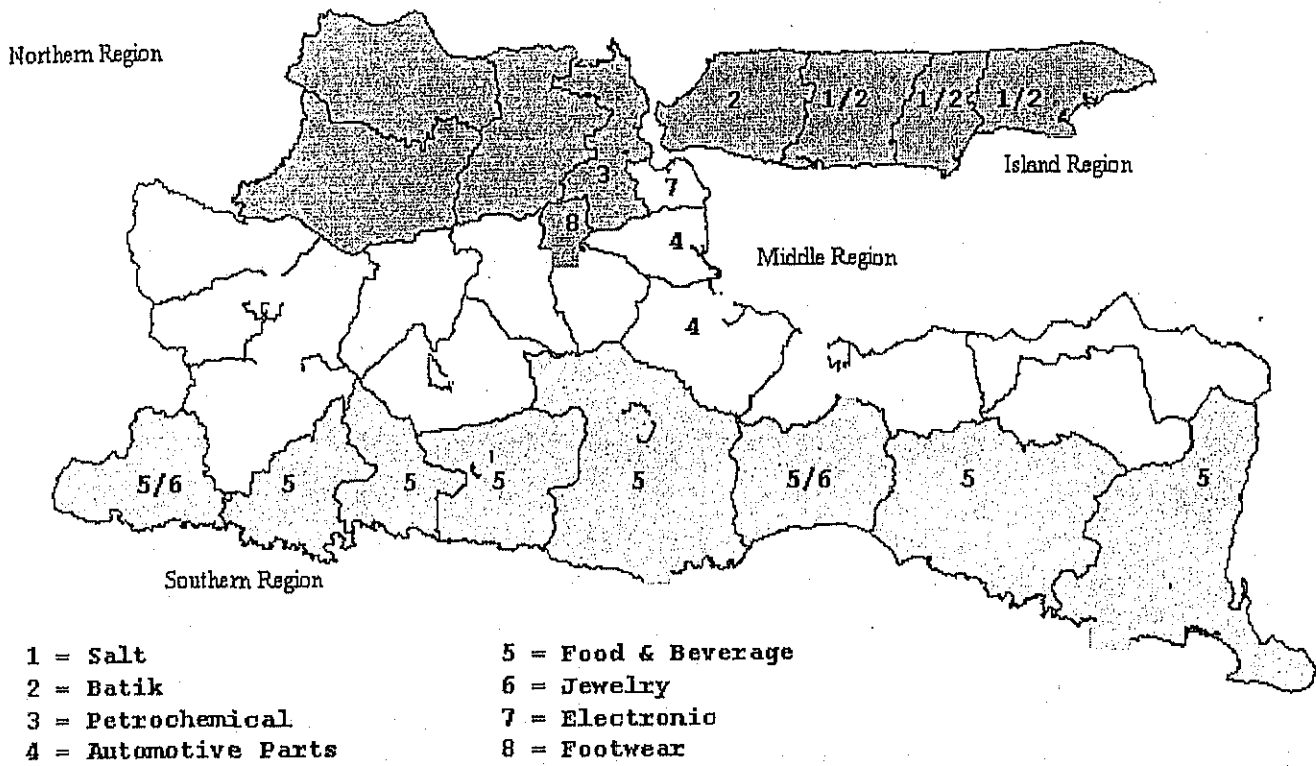 Northern Region
2 1/2 1/2 1/2
Island Region
3 7
8
4
Middle Region
4
5/6 5 5 5 5 5/6 5 5
Southern Region
1 = Salt
2 = Batik
3 = Petrochemical
4 = Automotive Parts
5 = Food & Beverage
6 = Jewelry
7 = Electronic
8 = Footwear